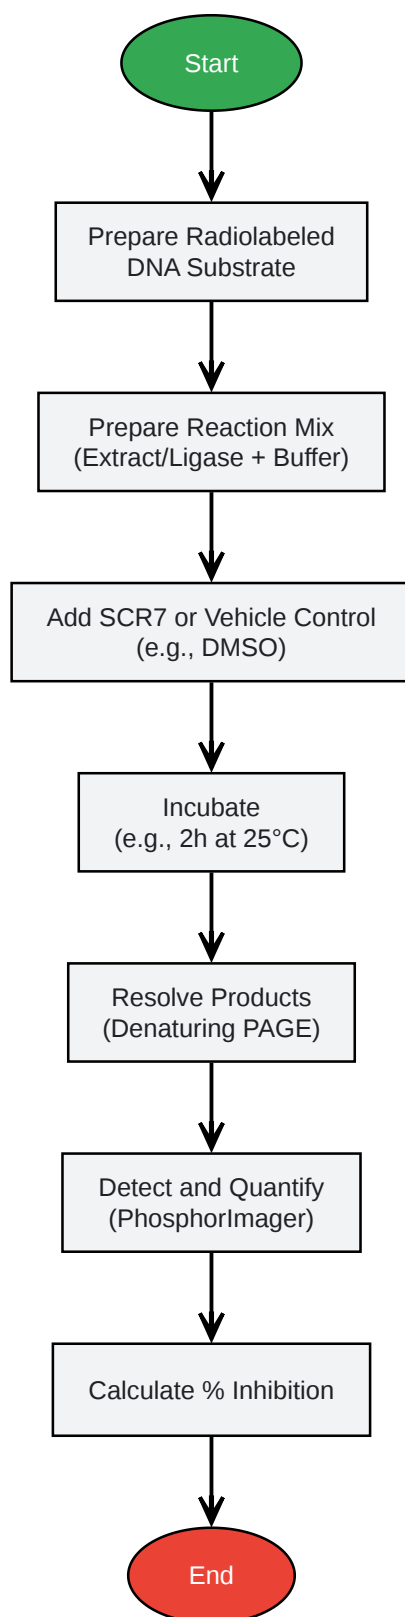 Start
Prepare Radiolabeled
DNA Substrate
Prepare Reaction Mix
(Extract/Ligase + Buffer)
Add SCR7 or Vehicle Control
(e.g., DMSO)
Incubate
(e.g., 2h at 25°C)
Resolve Products
(Denaturing PAGE)
Detect and Quantify
(PhosphorImager)
Calculate % Inhibition
End